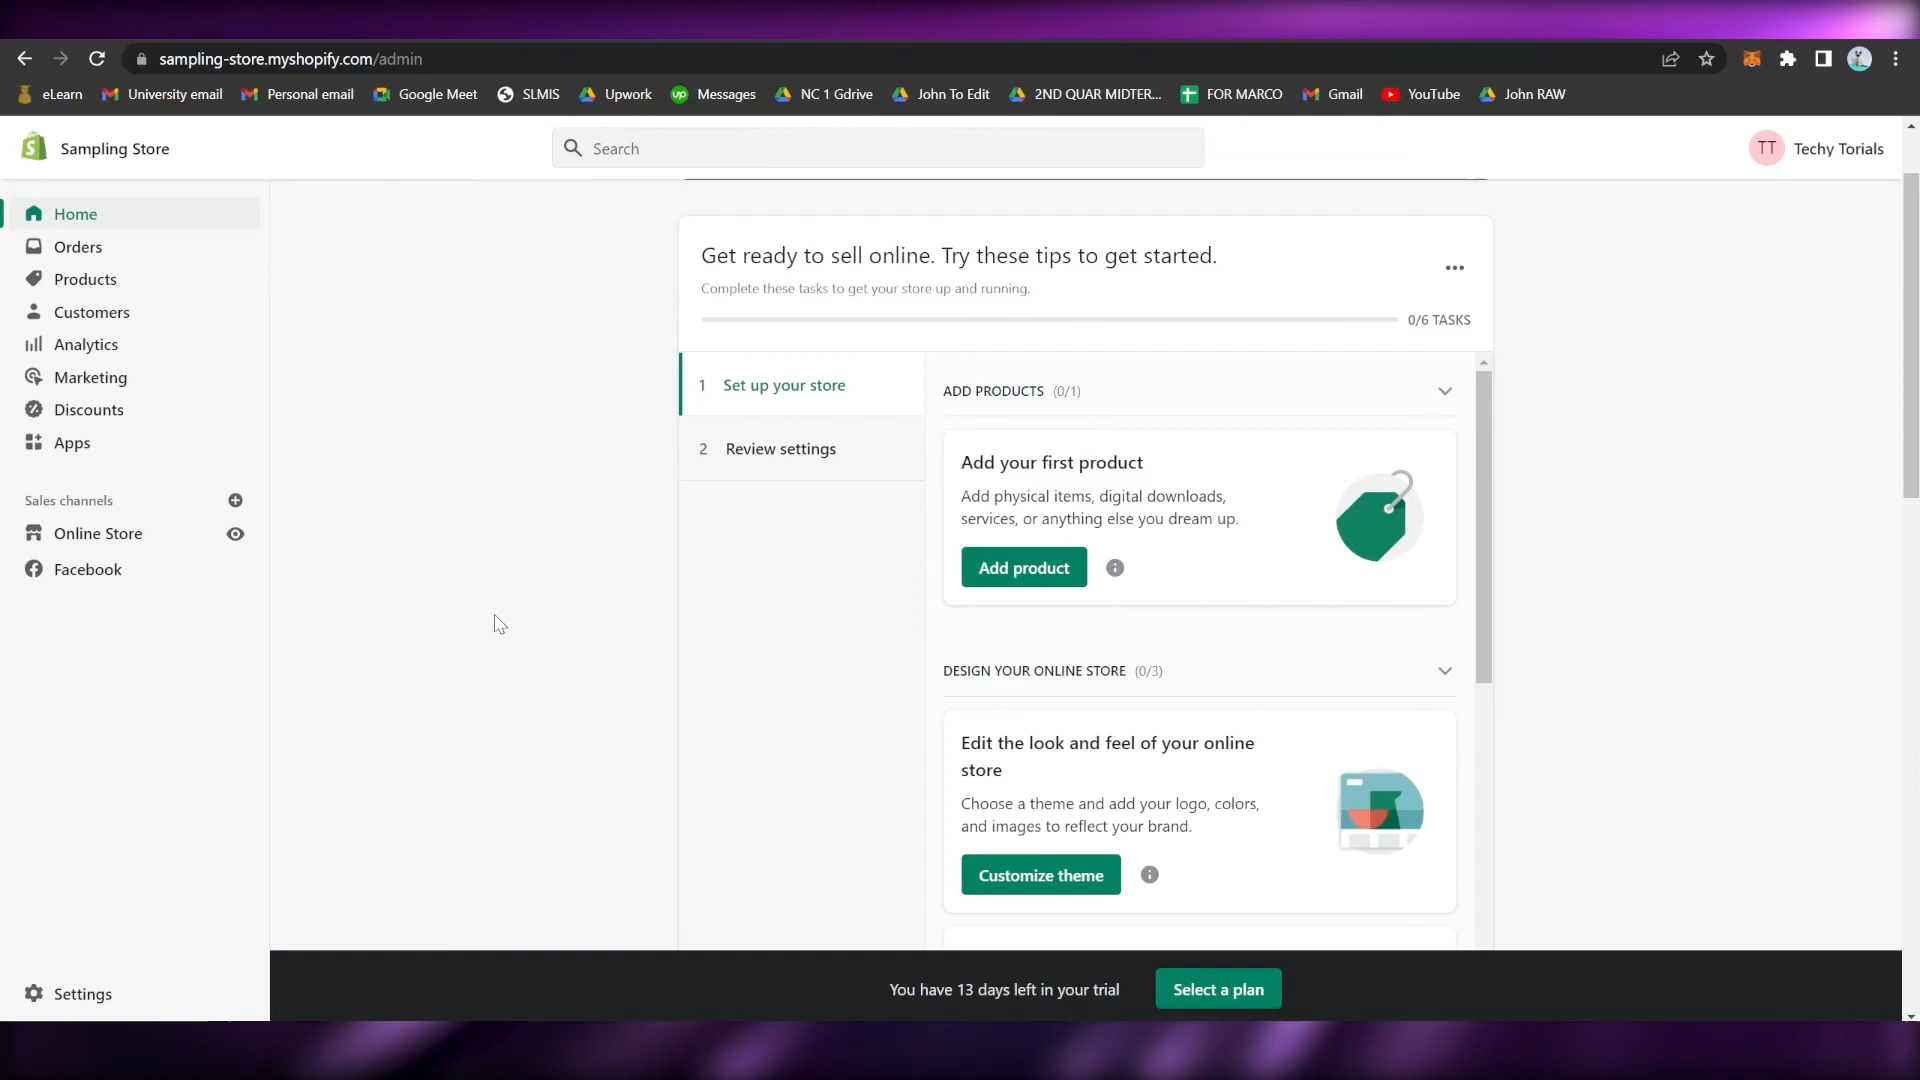 sampling-store.myshopify.com/admin
eLearn University email Personal email Google Meet SLMIS Upwork Messages NC 1 Gdrive John To Edit 2ND QUAR MIDTER... FOR MARCO Gmail YouTube John RAW
Sampling Store
Search
TT Techy Torials
Home
Orders
Products
Customers
Analytics
Marketing
Discounts
Apps
Sales channels
Online Store
Facebook
Settings
Get ready to sell online. Try these tips to get started.
Complete these tasks to get your store up and running.
0/6 TASKS
1 Set up your store
2 Review settings
ADD PRODUCTS (0/1)
Add your first product
Add physical items, digital downloads,
services, or anything else you dream up.
Add product
DESIGN YOUR ONLINE STORE (0/3)
Edit the look and feel of your online
store
Choose a theme and add your logo, colors,
and images to reflect your brand.
Customize theme
You have 13 days left in your trial
Select a plan